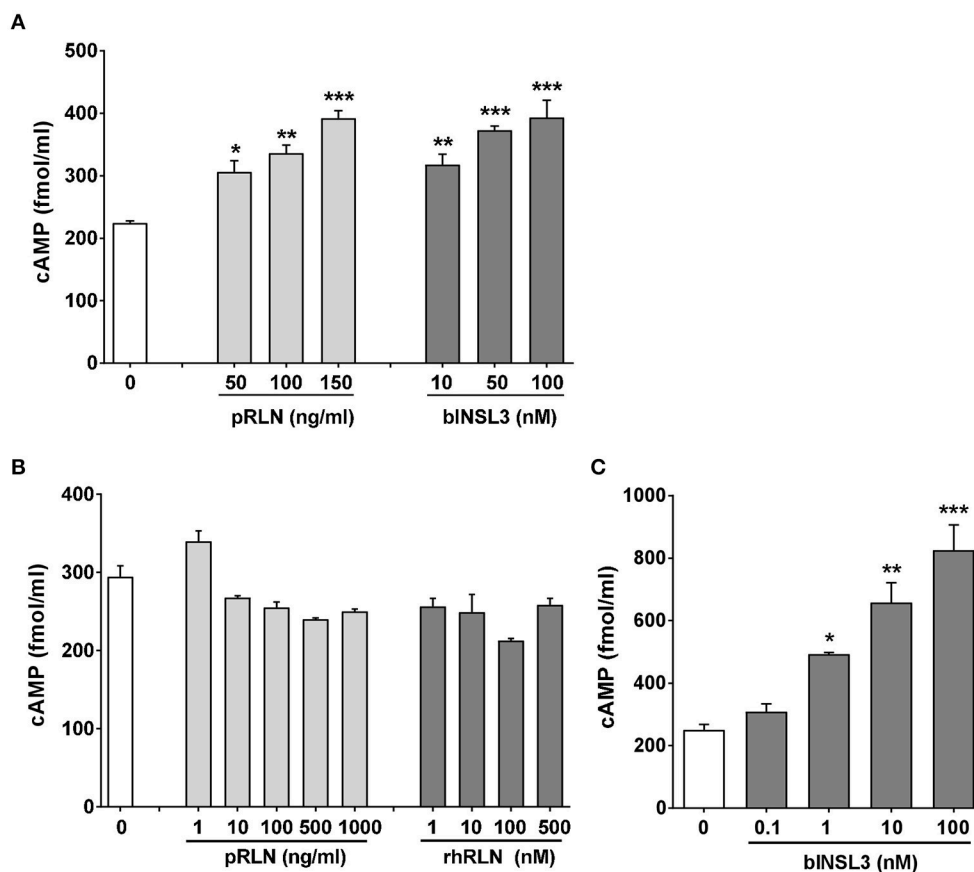 A
cAMP (fmol/ml)
500
400
300
200
100
0
*
**
***
**
***
***
0
50 100 150
10 50 100
pRLN (ng/ml)
bINSL3 (nM)
B
cAMP (fmol/ml)
400
300
200
100
0
0
1 10 100 500 1000
1 10 100 500
pRLN (ng/ml)
rhRLN (nM)
C
cAMP (fmol/ml)
1000
800
600
400
200
0
*
**
***
0
0.1 1 10 100
bINSL3 (nM)